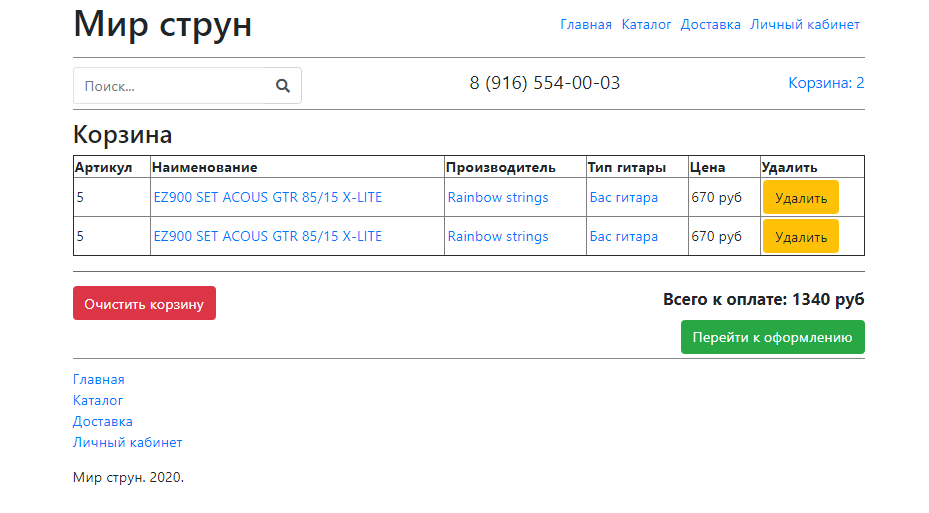 Мир струн
Главная Каталог Доставка Личный кабинет
Поиск...
8 (916) 554-00-03
Корзина: 2
Корзина
Артикул Наименование Производитель Тип гитары Цена Удалить
5 EZ900 SET ACOUS GTR 85/15 X-LITE Rainbow strings Бас гитара 670 руб Удалить
5 EZ900 SET ACOUS GTR 85/15 X-LITE Rainbow strings Бас гитара 670 руб Удалить
Очистить корзину
Всего к оплате: 1340 руб
Перейти к оформлению
Главная
Каталог
Доставка
Личный кабинет
Мир струн. 2020.